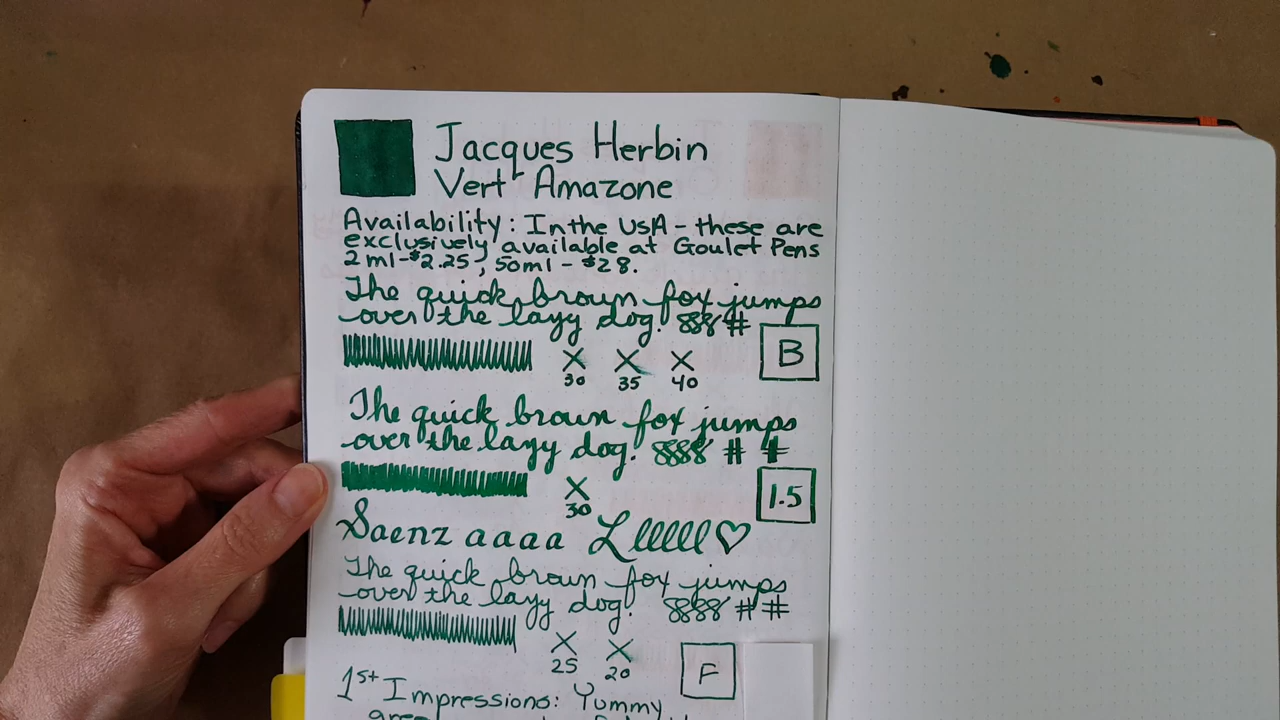 Jacques Herbin
Vert Amazone
Availability: In the USA - these are
exclusively available at Goulet Pens
2ml-$2.25, 50ml - $28.
The quick brown fox jumps
over the lazy dog. 888 #
B
X X X
30 35 40
The quick brown fox jumps
over the lazy dog. 888 # #
1.5
X
30
Saenz aaaa Llllll♡
The quick brown fox jumps
over the lazy dog. 888 # #
X X
25 20
F
1st Impressions: Yummy
green